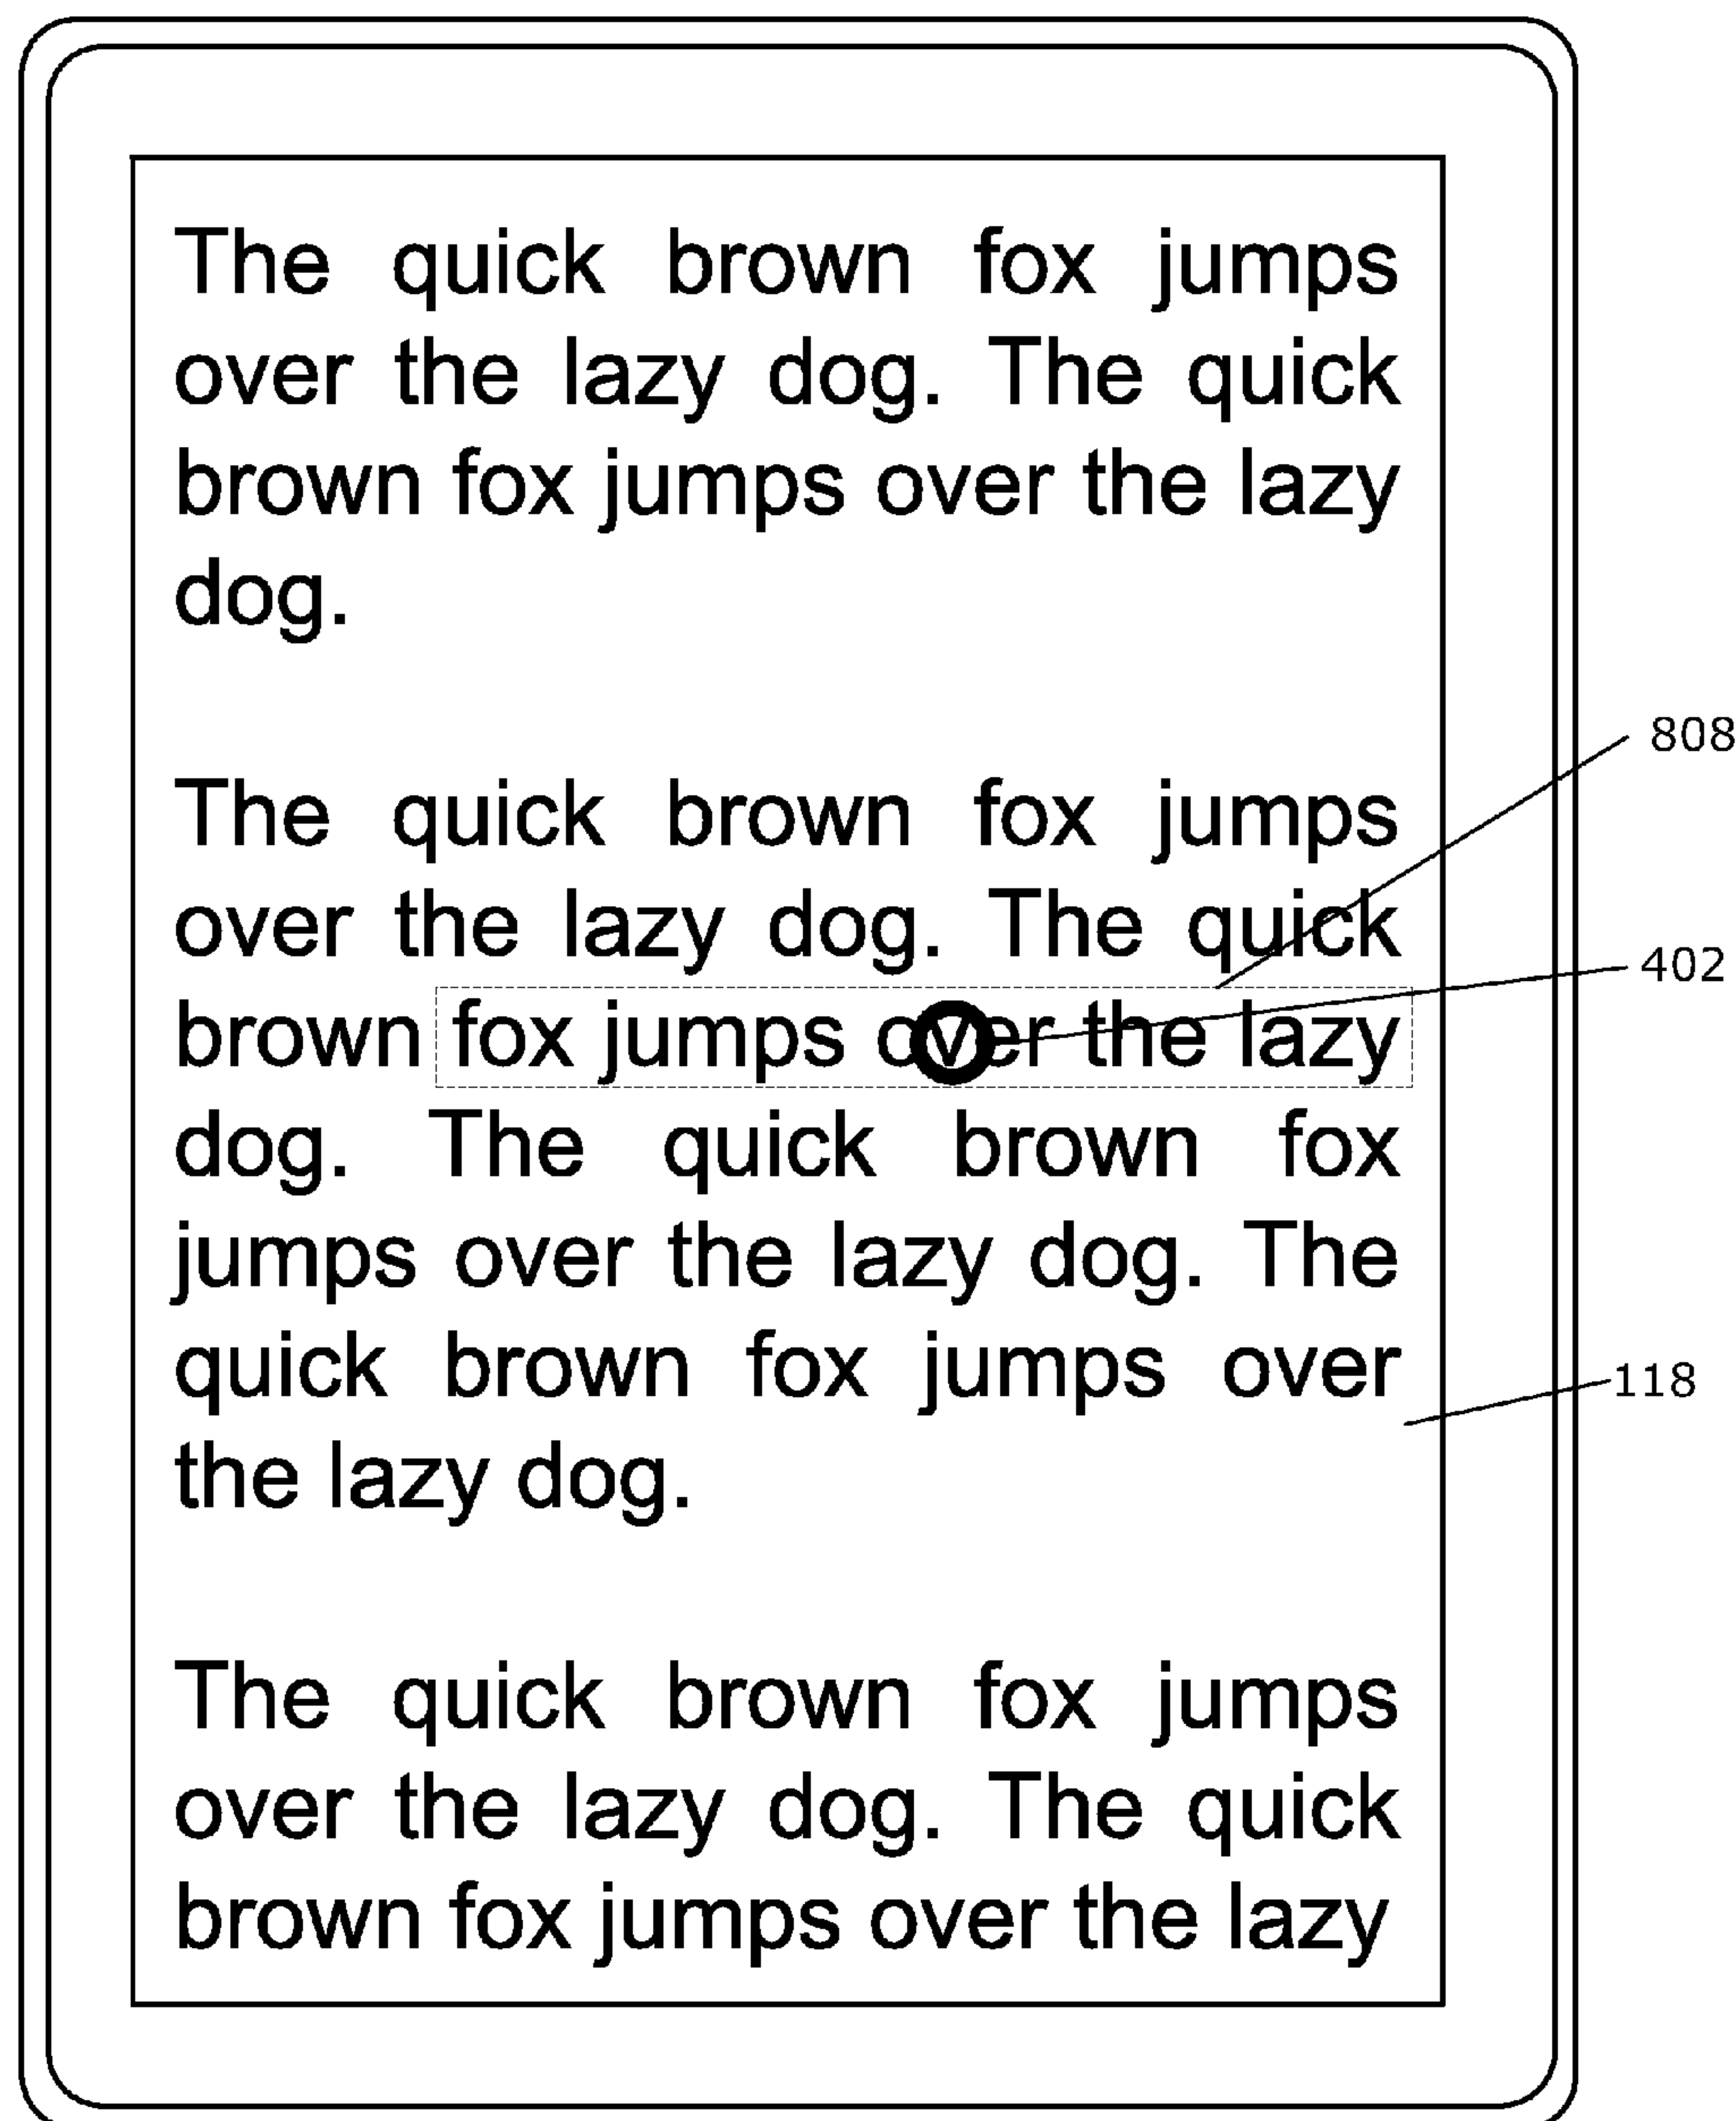 The quick brown fox jumps
over the lazy dog. The quick
brown fox jumps over the lazy
dog.
The quick brown fox jumps
over the lazy dog. The quick
brown fox jumps over the lazy
dog. The quick brown fox
jumps over the lazy dog. The
quick brown fox jumps over
the lazy dog.
The quick brown fox jumps
over the lazy dog. The quick
brown fox jumps over the lazy
808
402
118